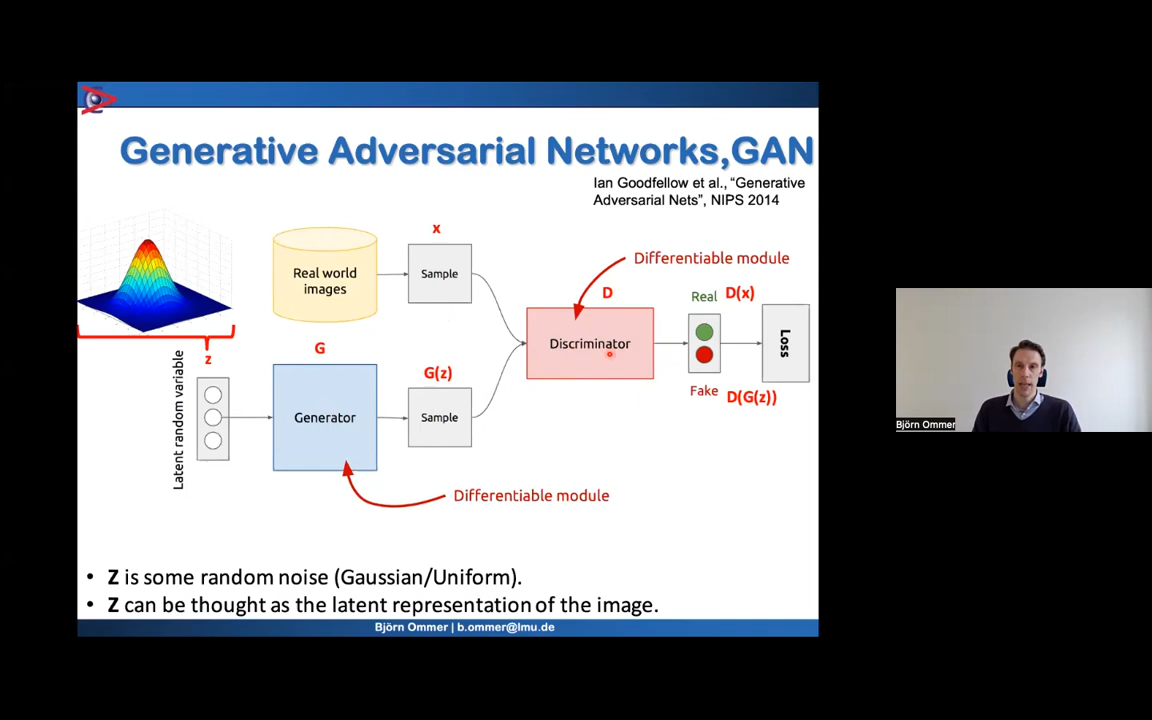 Generative Adversarial Networks,GAN
Ian Goodfellow et al., “Generative
Adversarial Nets”, NIPS 2014
x
Real world
images
Sample
Differentiable module
D
Discriminator
Real
D(x)
Loss
Fake
D(G(z))
z
Latent random variable
G
Generator
G(z)
Sample
Differentiable module
• Z is some random noise (Gaussian/Uniform).
• Z can be thought as the latent representation of the image.
Björn Ommer | b.ommer@lmu.de
Björn Ommer